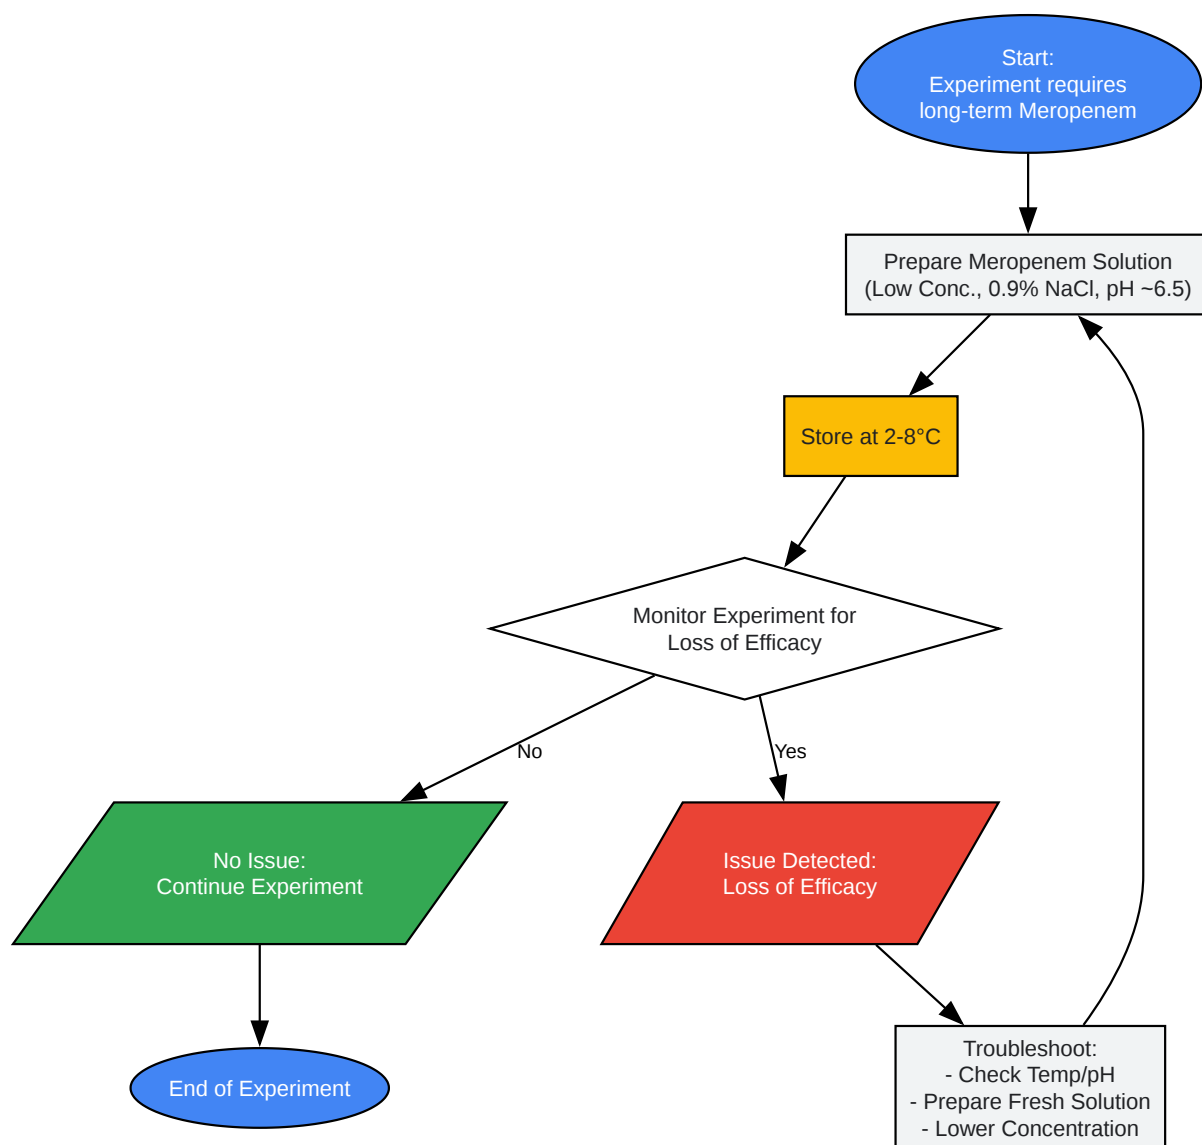 Start:
Experiment requires
long-term Meropenem
Prepare Meropenem Solution
(Low Conc., 0.9% NaCl, pH ~6.5)
Store at 2-8°C
Monitor Experiment for
Loss of Efficacy
No
Yes
No Issue:
Continue Experiment
Issue Detected:
Loss of Efficacy
End of Experiment
Troubleshoot:
- Check Temp/pH
- Prepare Fresh Solution
- Lower Concentration